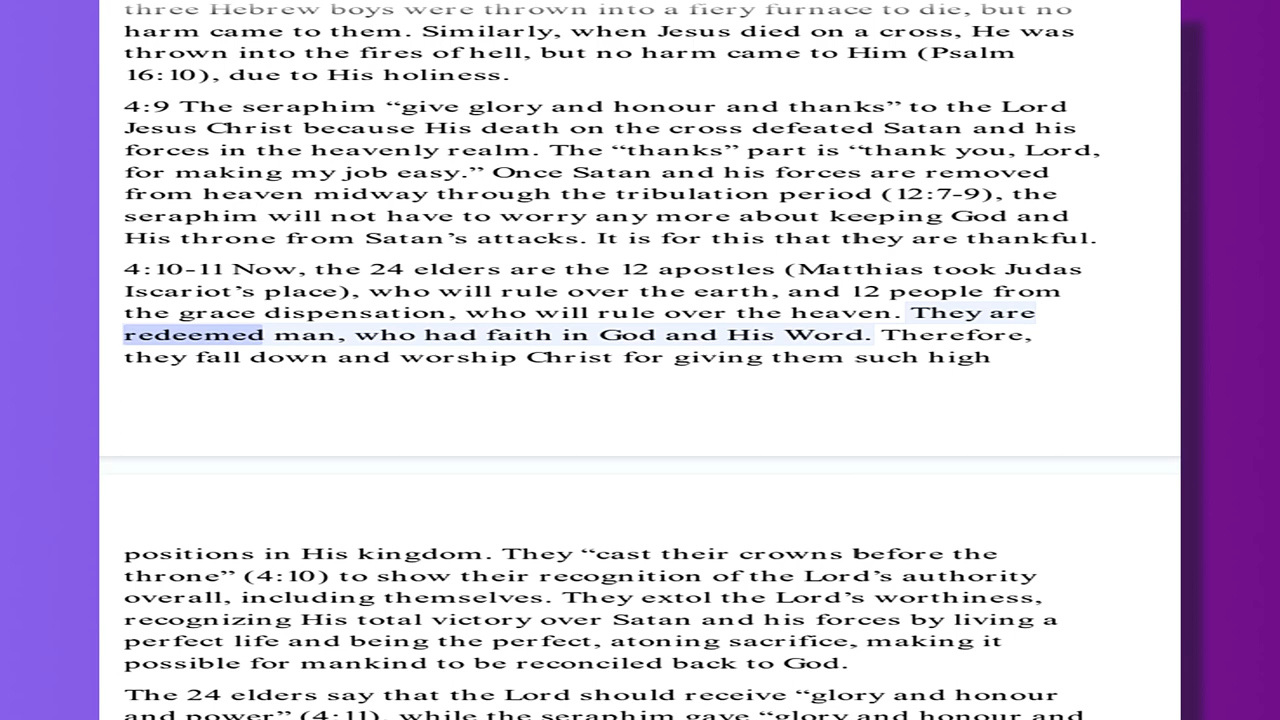 three Hebrew boys were thrown into a fiery furnace to die, but no
harm came to them. Similarly, when Jesus died on a cross, He was
thrown into the fires of hell, but no harm came to Him (Psalm
16:10), due to His holiness.
4:9 The seraphim “give glory and honour and thanks” to the Lord
Jesus Christ because His death on the cross defeated Satan and his
forces in the heavenly realm. The “thanks” part is “thank you, Lord,
for making my job easy.” Once Satan and his forces are removed
from heaven midway through the tribulation period (12:7-9), the
seraphim will not have to worry any more about keeping God and
His throne from Satan’s attacks. It is for this that they are thankful.
4:10-11 Now, the 24 elders are the 12 apostles (Matthias took Judas
Iscariot’s place), who will rule over the earth, and 12 people from
the grace dispensation, who will rule over the heaven. They are
redeemed man, who had faith in God and His Word. Therefore,
they fall down and worship Christ for giving them such high
positions in His kingdom. They “cast their crowns before the
throne” (4:10) to show their recognition of the Lord’s authority
overall, including themselves. They extol the Lord’s worthiness,
recognizing His total victory over Satan and his forces by living a
perfect life and being the perfect, atoning sacrifice, making it
possible for mankind to be reconciled back to God.
The 24 elders say that the Lord should receive “glory and honour
and power” (4:11), while the seraphim gave “glory and honour and